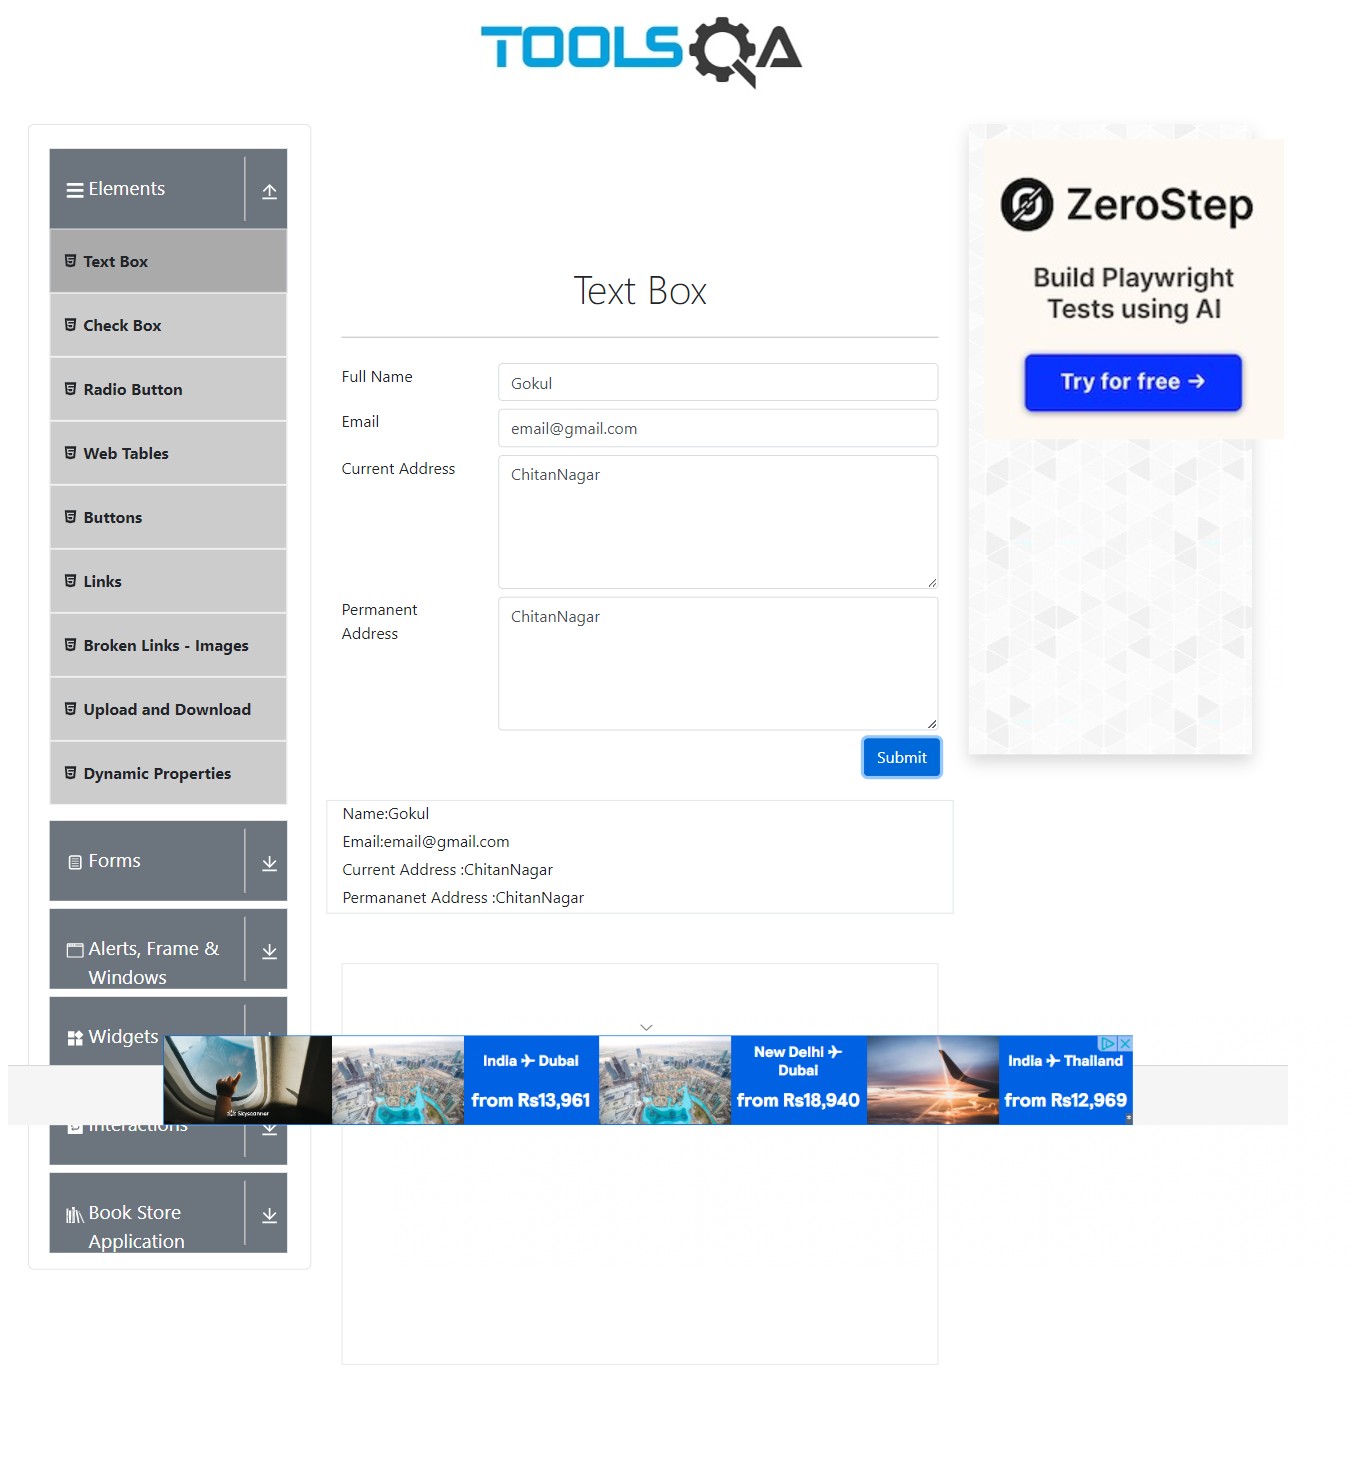 TOOLSQA
Elements
Text Box
Check Box
Radio Button
Web Tables
Buttons
Links
Broken Links - Images
Upload and Download
Dynamic Properties
Forms
Alerts, Frame &
Windows
Widgets
Interactions
Book Store
Application
Text Box
Full Name
Gokul
Email
email@gmail.com
Current Address
ChitanNagar
Permanent
Address
ChitanNagar
Submit
Name:Gokul
Email:email@gmail.com
Current Address :ChitanNagar
Permananet Address :ChitanNagar
ZeroStep
Build Playwright
Tests using AI
Try for free →
Skyscanner
India ✈ Dubai
from Rs13,961
New Delhi ✈
Dubai
from Rs18,940
India ✈ Thailand
from Rs12,969